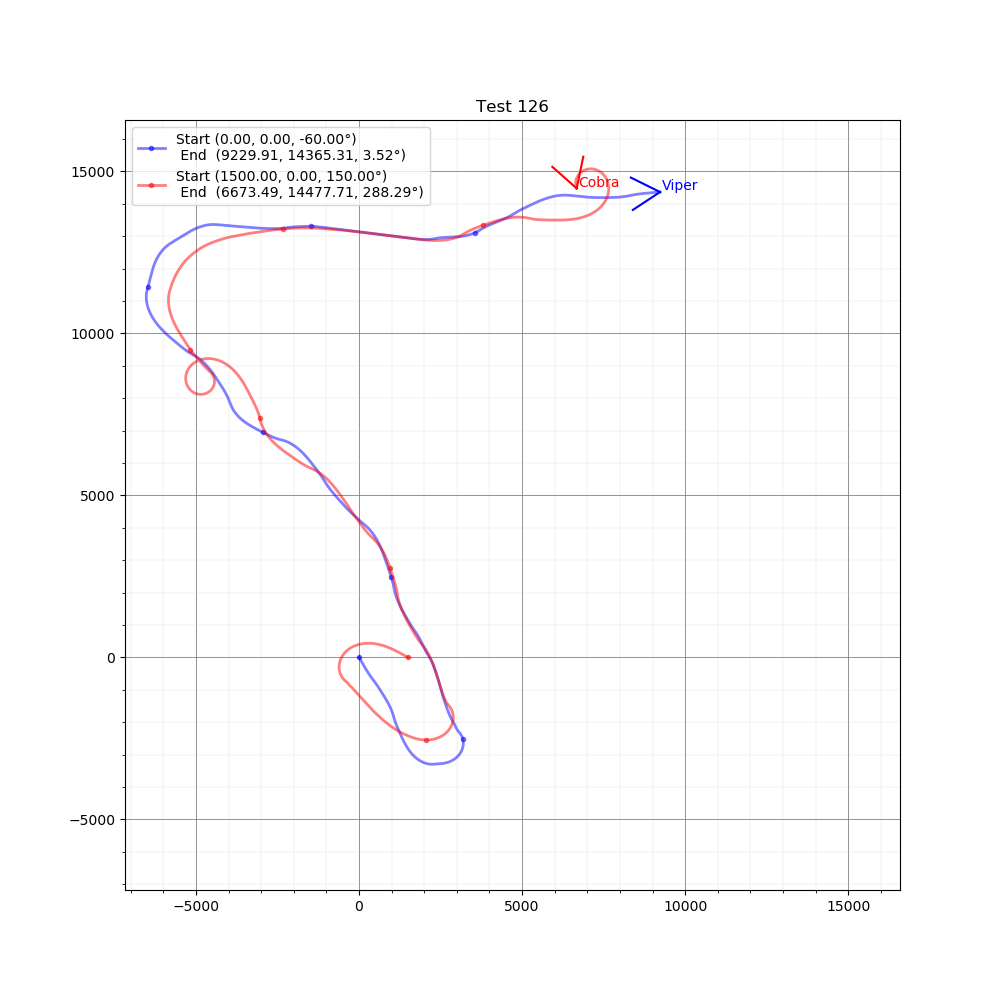 Test 126
Start (0.00, 0.00, -60.00°)
End (9229.91, 14365.31, 3.52°)
Start (1500.00, 0.00, 150.00°)
End (6673.49, 14477.71, 288.29°)
Cobra
Viper
15000
10000
5000
0
−5000
−5000
0
5000
10000
15000